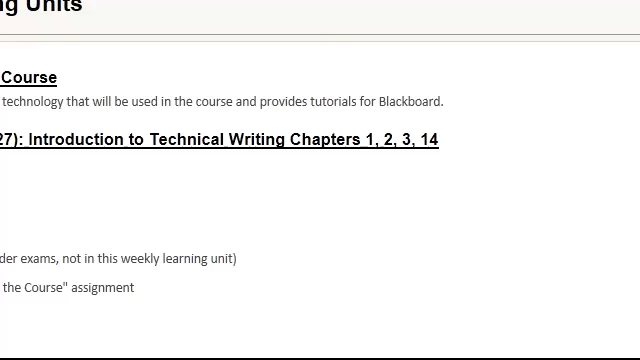 ng Units
Course
technology that will be used in the course and provides tutorials for Blackboard.
27): Introduction to Technical Writing Chapters 1, 2, 3, 14
der exams, not in this weekly learning unit)
the Course" assignment